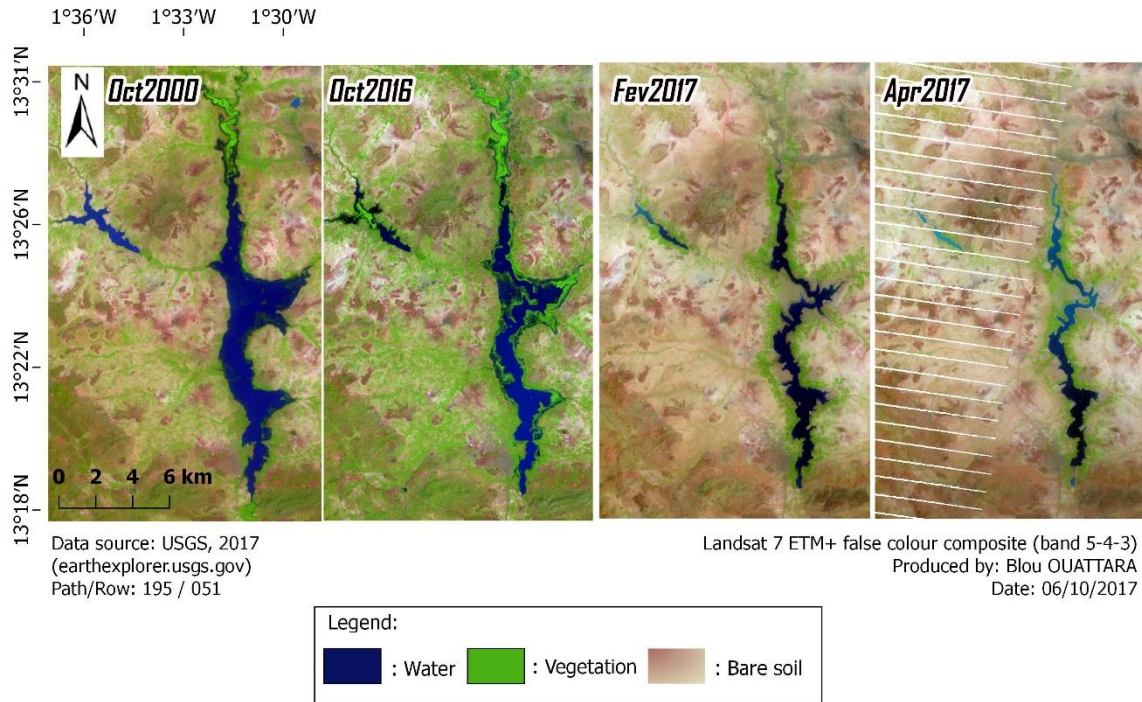 1°36’W 1°33’W 1°30’W
13°31’N
13°26’N
13°22’N
13°18’N
N
Oct2000
Oct2016
Fev2017
Apr2017
0 2 4 6 km
Data source: USGS, 2017
(earthexplorer.usgs.gov)
Path/Row: 195 / 051
Landsat 7 ETM+ false colour composite (band 5-4-3)
Produced by: Blou OUATTARA
Date: 06/10/2017
Legend:
: Water : Vegetation : Bare soil